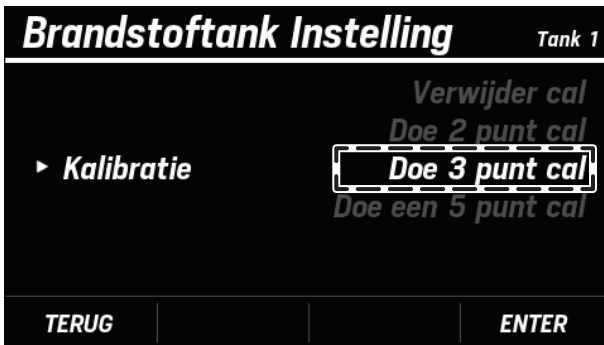 Brandstoftank Instelling Tank 1
Verwijder cal
Doe 2 punt cal
▸ Kalibratie Doe 3 punt cal
Doe een 5 punt cal
TERUG ENTER